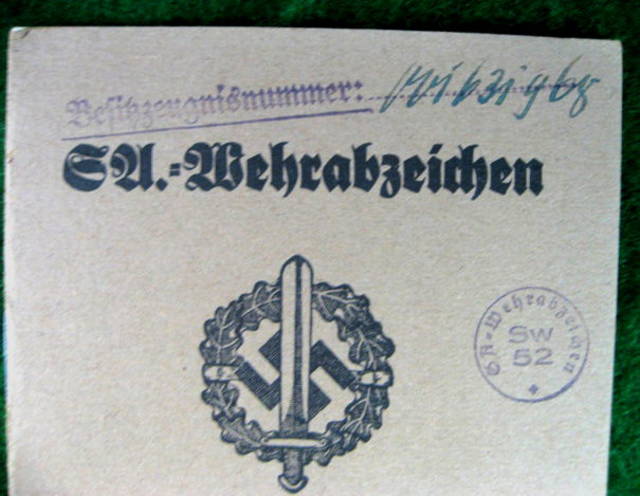 Besitzzeugnisnummer:
SA.=Wehrabzeichen
SA=Wehrabzeichen
SW
52